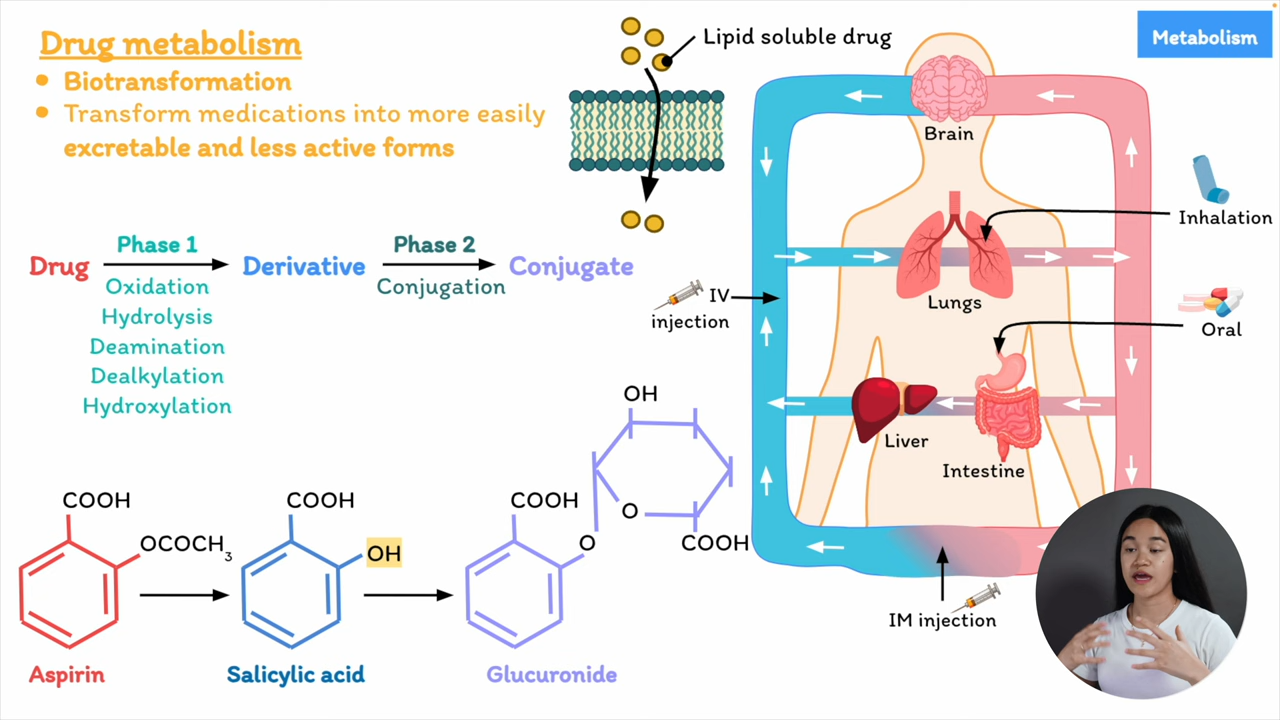 Drug metabolism
Metabolism
Biotransformation
Transform medications into more easily
excretable and less active forms
Lipid soluble drug
Brain
Inhalation
Lungs
IV
injection
Oral
Liver
Intestine
IM injection
Phase 1
Phase 2
Drug
Derivative
Conjugate
Oxidation
Conjugation
Hydrolysis
Deamination
Dealkylation
Hydroxylation
OH
O
COOH
COOH
COOH
COOH
OCOCH3
OH
O
Aspirin
Salicylic acid
Glucuronide